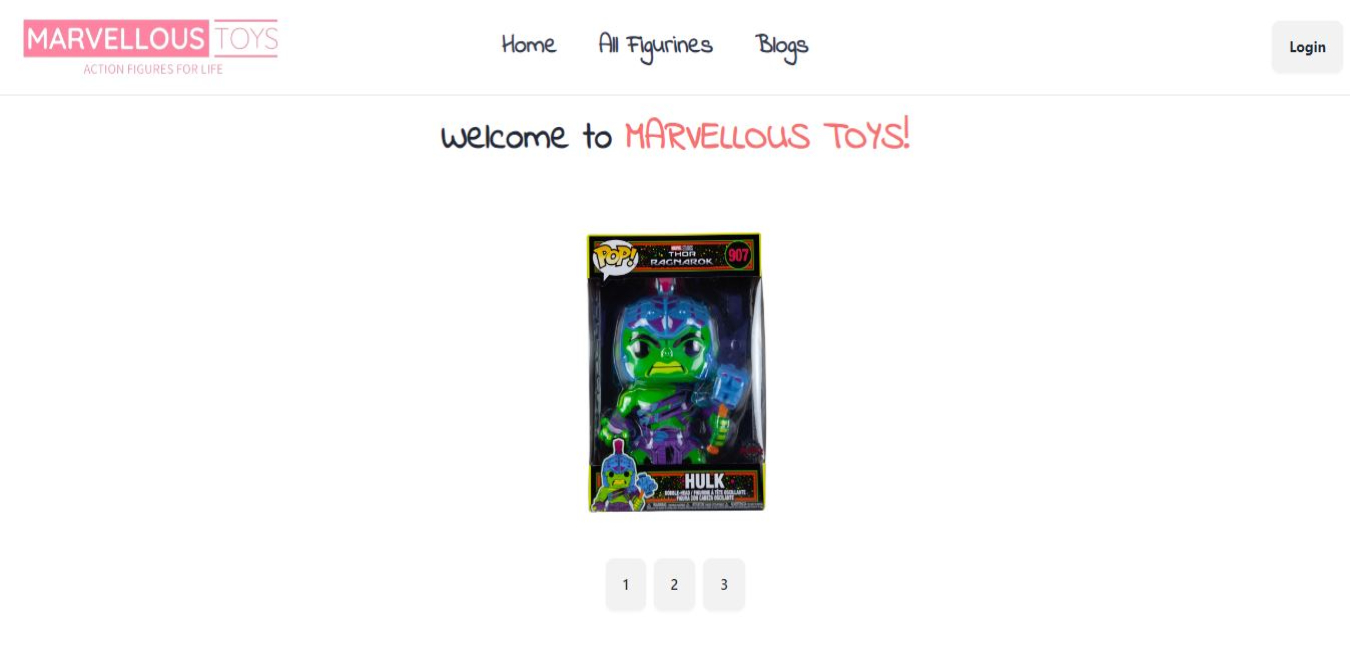 MARVELLOUS TOYS
ACTION FIGURES FOR LIFE
Home All Figurines Blogs
Login
Welcome to MARVELLOUS TOYS!
POP!
MARVEL STUDIOS
THOR
RAGNAROK
907
HULK
BOBBLE-HEAD / FIGURINE À TÊTE OSCILLANTE
FIGURA CON CABEZA OSCILANTE
1 2 3